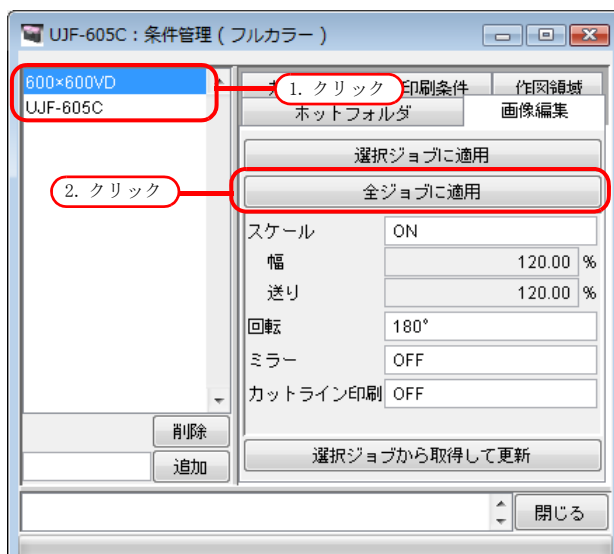 UJF-605C：条件管理 ( フルカラー )
600×600VD
UJF-605C
1. クリック
印刷条件
作図領域
ホットフォルダ
画像編集
選択ジョブに適用
2. クリック
全ジョブに適用
スケール ON
幅 120.00 %
送り 120.00 %
回転 180°
ミラー OFF
カットライン印刷 OFF
削除
選択ジョブから取得して更新
追加
閉じる